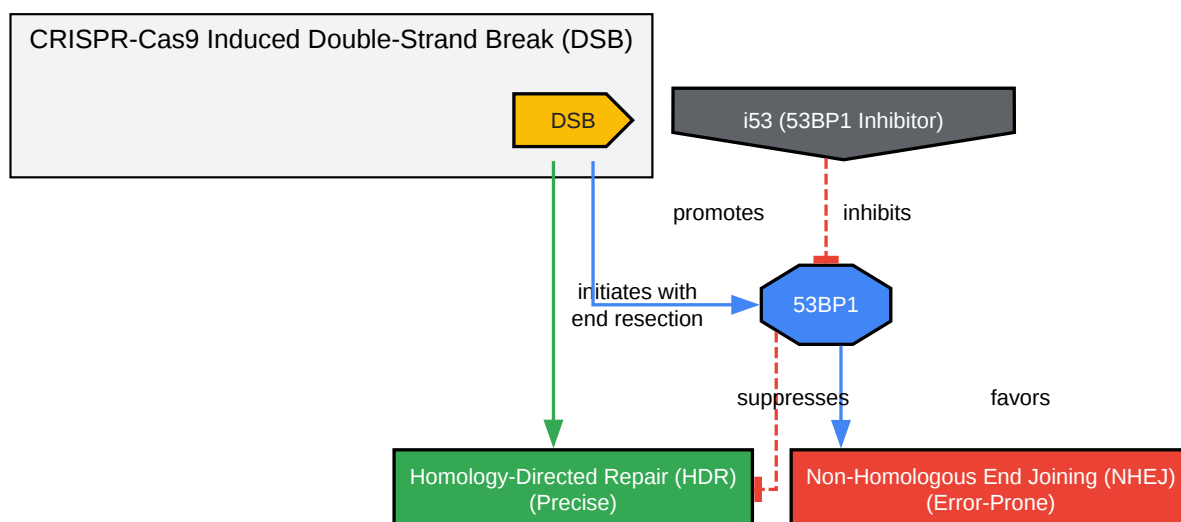 CRISPR-Cas9 Induced Double-Strand Break (DSB)
DSB
i53 (53BP1 Inhibitor)
promotes
inhibits
initiates with
end resection
53BP1
suppresses
favors
Homology-Directed Repair (HDR)
(Precise)
Non-Homologous End Joining (NHEJ)
(Error-Prone)